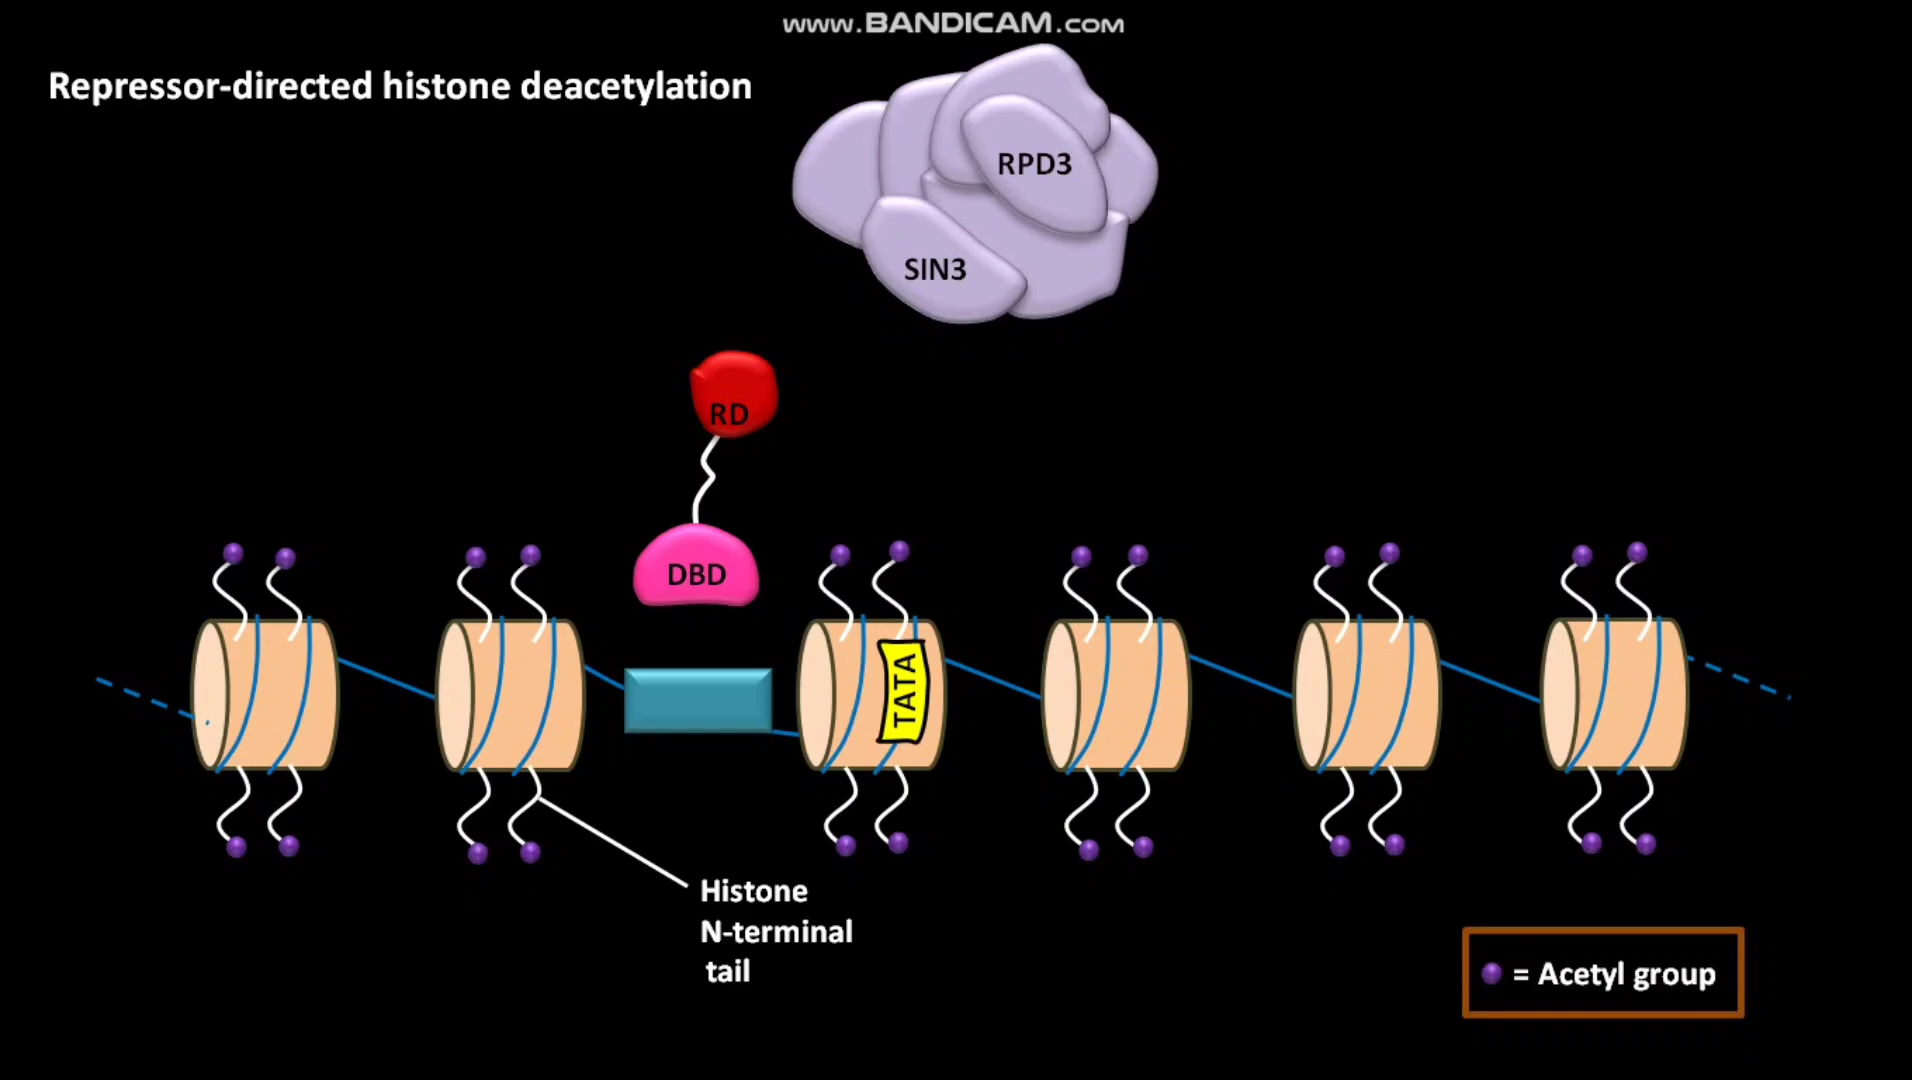 www.BANDICAM.COM
Repressor-directed histone deacetylation
RPD3
SIN3
RD
DBD
TATA
Histone
N-terminal
tail
= Acetyl group